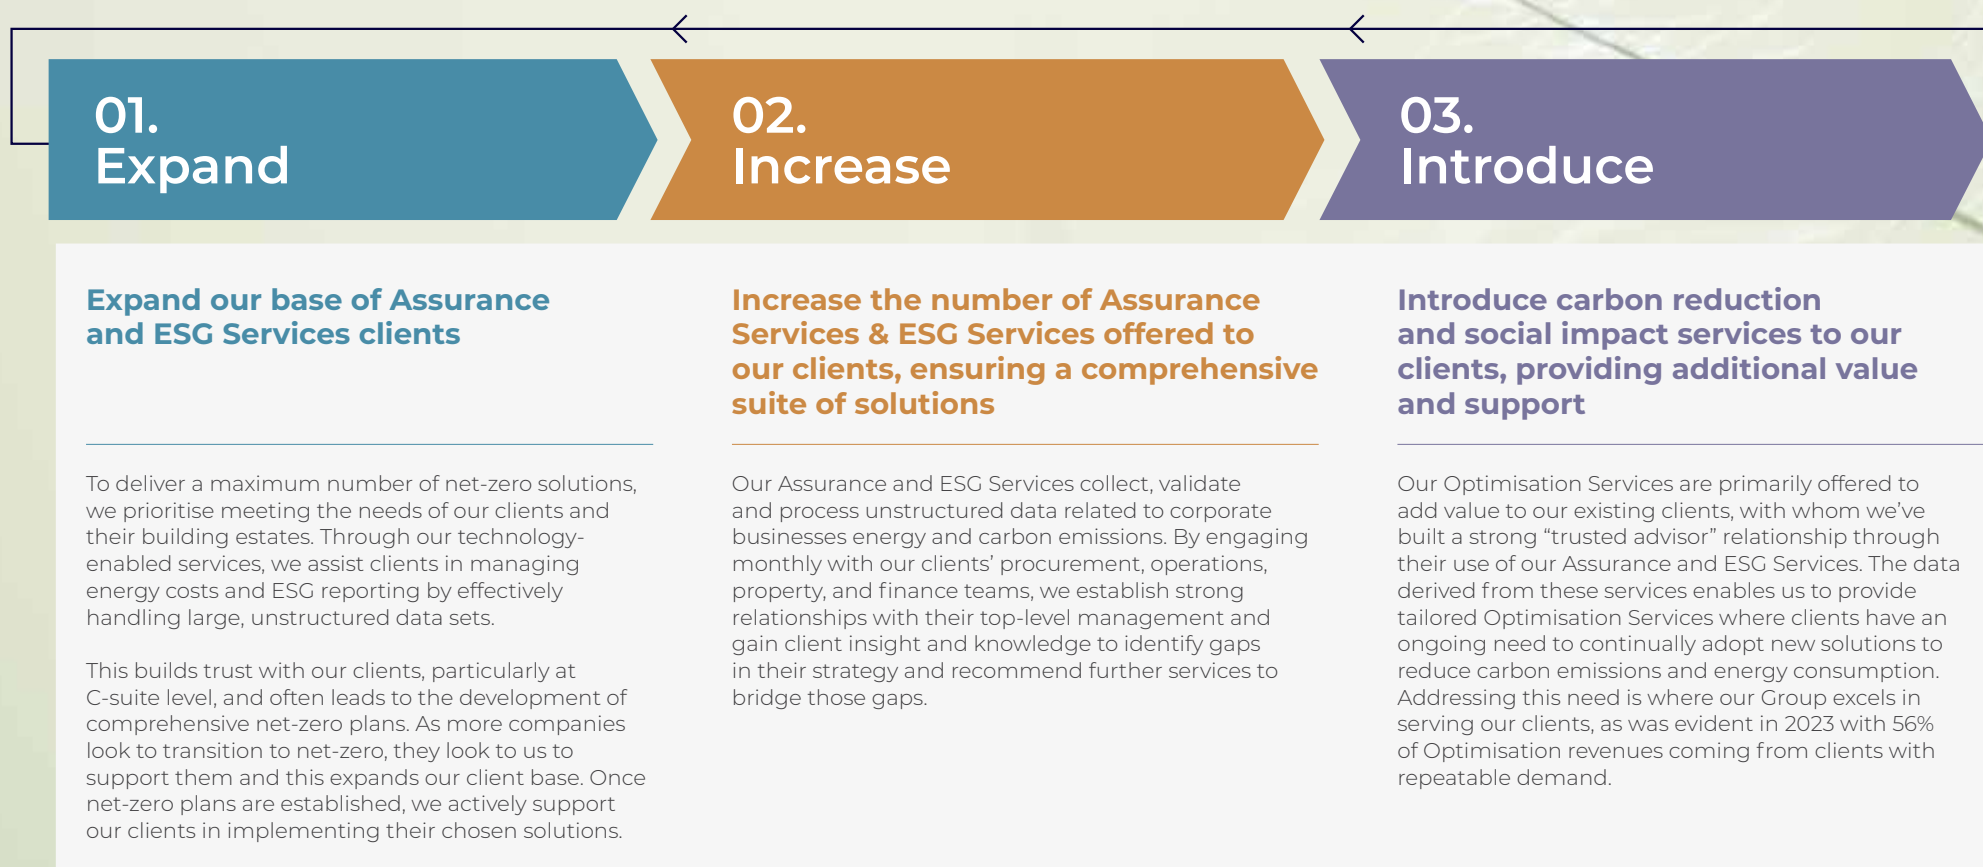 01.
Expand
Expand our base of Assurance
and ESG Services clients
To deliver a maximum number of net-zero solutions,
we prioritise meeting the needs of our clients and
their building estates. Through our technology-
enabled services, we assist clients in managing
energy costs and ESG reporting by effectively
handling large, unstructured data sets.
This builds trust with our clients, particularly at
C-suite level, and often leads to the development of
comprehensive net-zero plans. As more companies
look to transition to net-zero, they look to us to
support them and this expands our client base. Once
net-zero plans are established, we actively support
our clients in implementing their chosen solutions.
02.
Increase
Increase the number of Assurance
Services & ESG Services offered to
our clients, ensuring a comprehensive
suite of solutions
Our Assurance and ESG Services collect, validate
and process unstructured data related to corporate
businesses energy and carbon emissions. By engaging
monthly with our clients’ procurement, operations,
property, and finance teams, we establish strong
relationships with their top-level management and
gain client insight and knowledge to identify gaps
in their strategy and recommend further services to
bridge those gaps.
03.
Introduce
Introduce carbon reduction
and social impact services to our
clients, providing additional value
and support
Our Optimisation Services are primarily offered to
add value to our existing clients, with whom we’ve
built a strong “trusted advisor” relationship through
their use of our Assurance and ESG Services. The data
derived from these services enables us to provide
tailored Optimisation Services where clients have an
ongoing need to continually adopt new solutions to
reduce carbon emissions and energy consumption.
Addressing this need is where our Group excels in
serving our clients, as was evident in 2023 with 56%
of Optimisation revenues coming from clients with
repeatable demand.